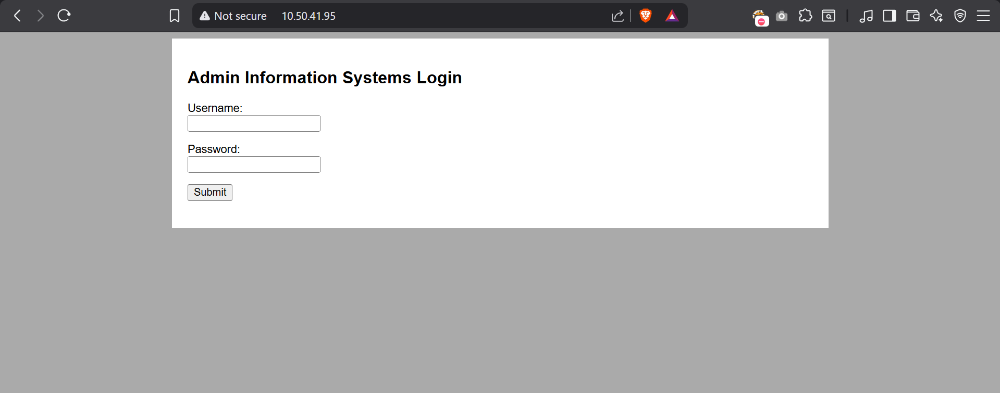 Not secure 10.50.41.95
Admin Information Systems Login
Username:
Password:
Submit